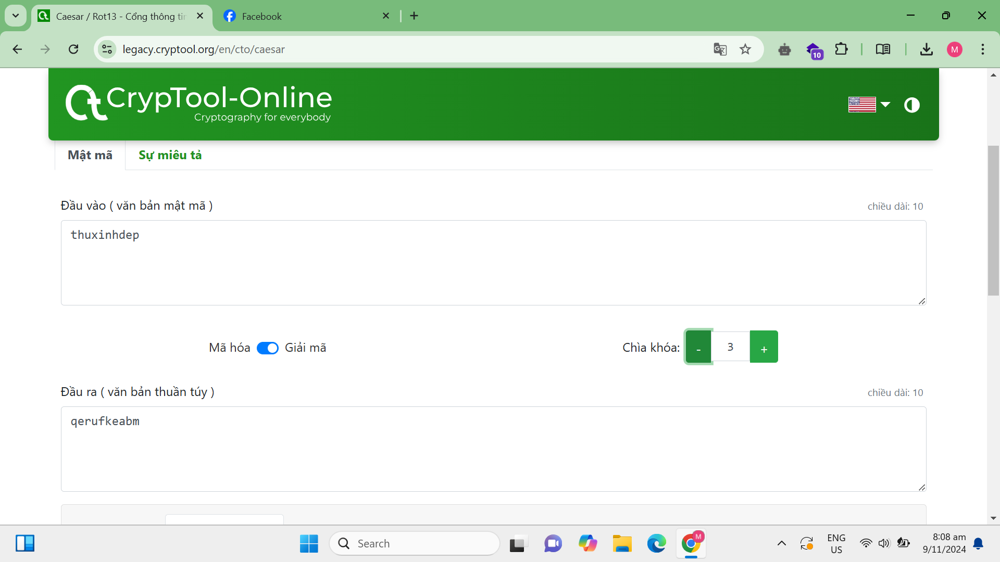 Caesar / Rot13 - Cổng thông tin
Facebook
legacy.cryptool.org/en/cto/caesar
10
M
CrypTool-Online
Cryptography for everybody
Mật mã
Sự miêu tả
Đầu vào ( văn bản mật mã )
chiều dài: 10
thuxinhdep
Mã hóa
Giải mã
Chìa khóa:
-
3
+
Đầu ra ( văn bản thuần túy )
chiều dài: 10
qerufkeabm
Search
M
ENG
US
8:08 am
9/11/2024